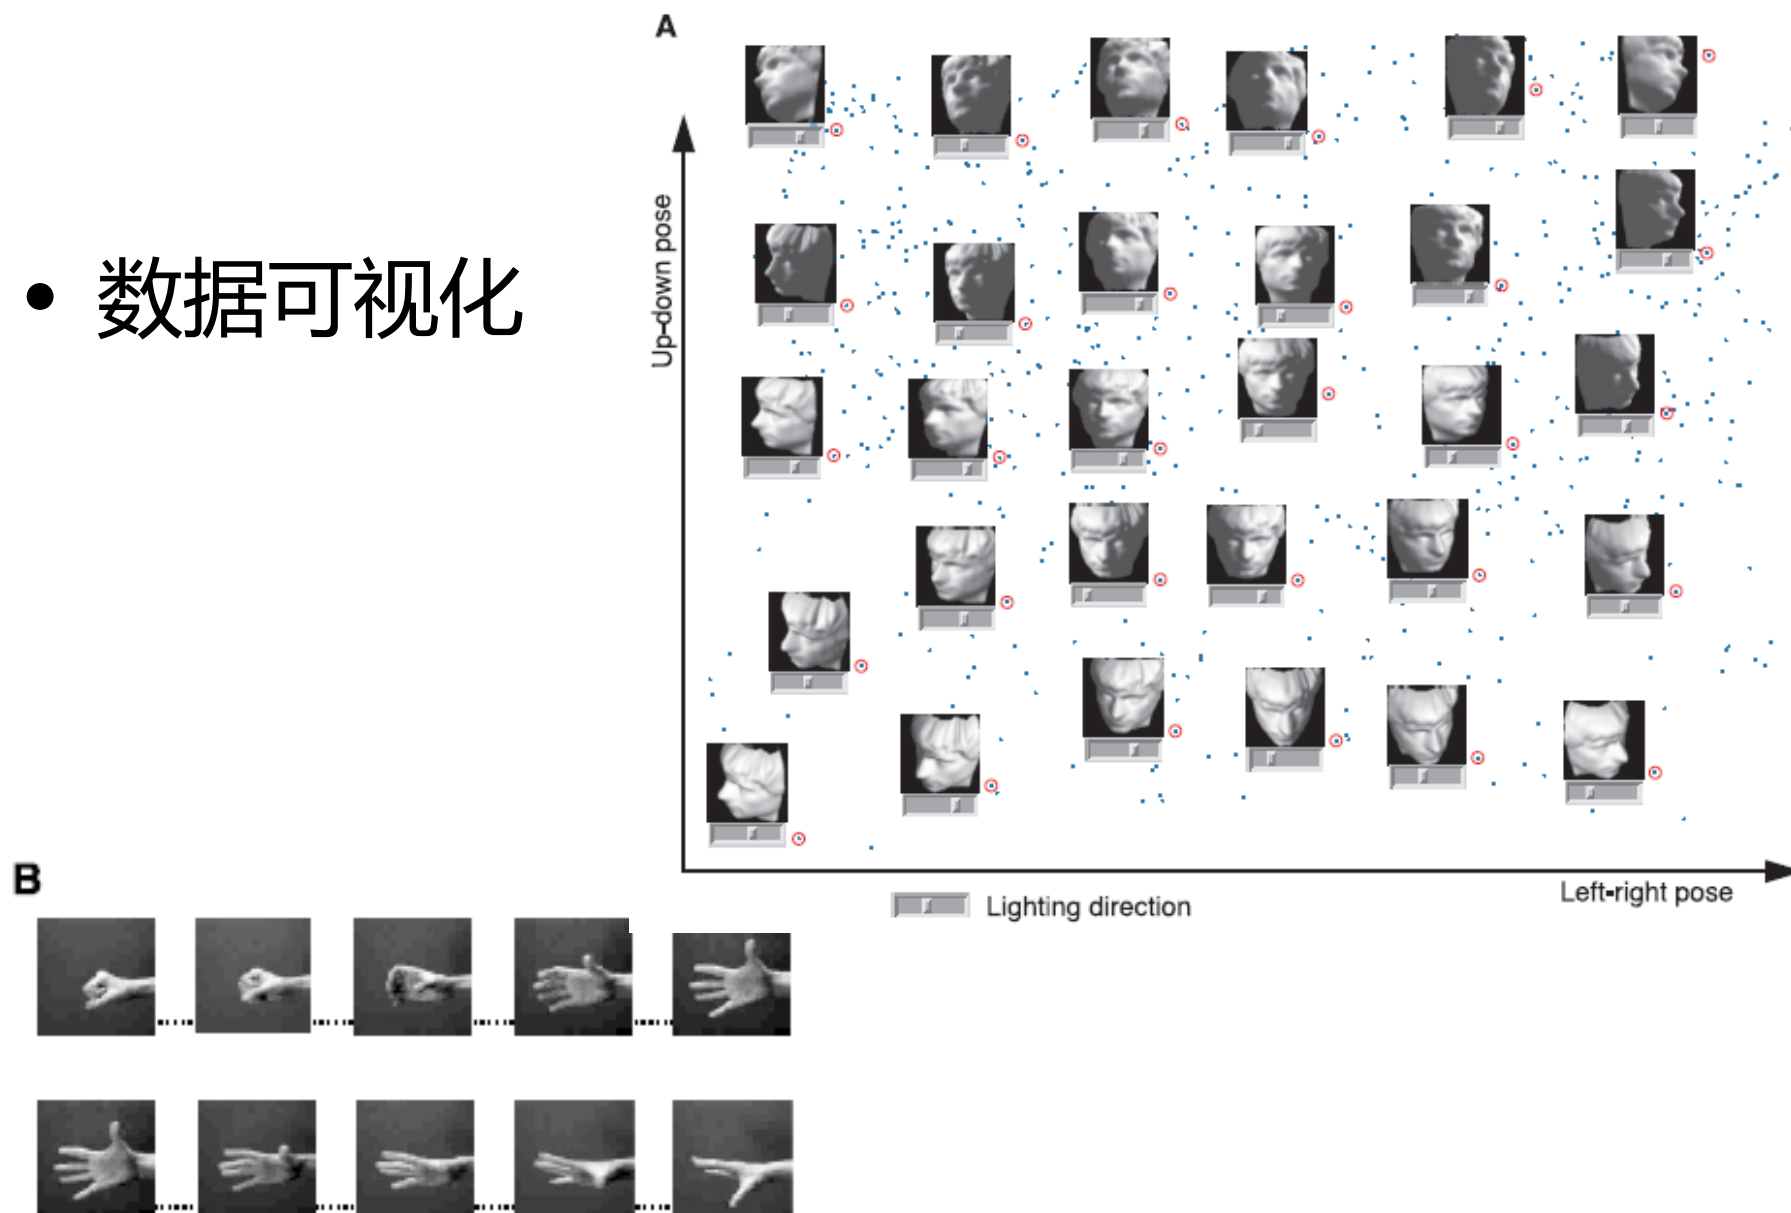 • 数据可视化
A
Up-down pose
Left-right pose
Lighting direction
B